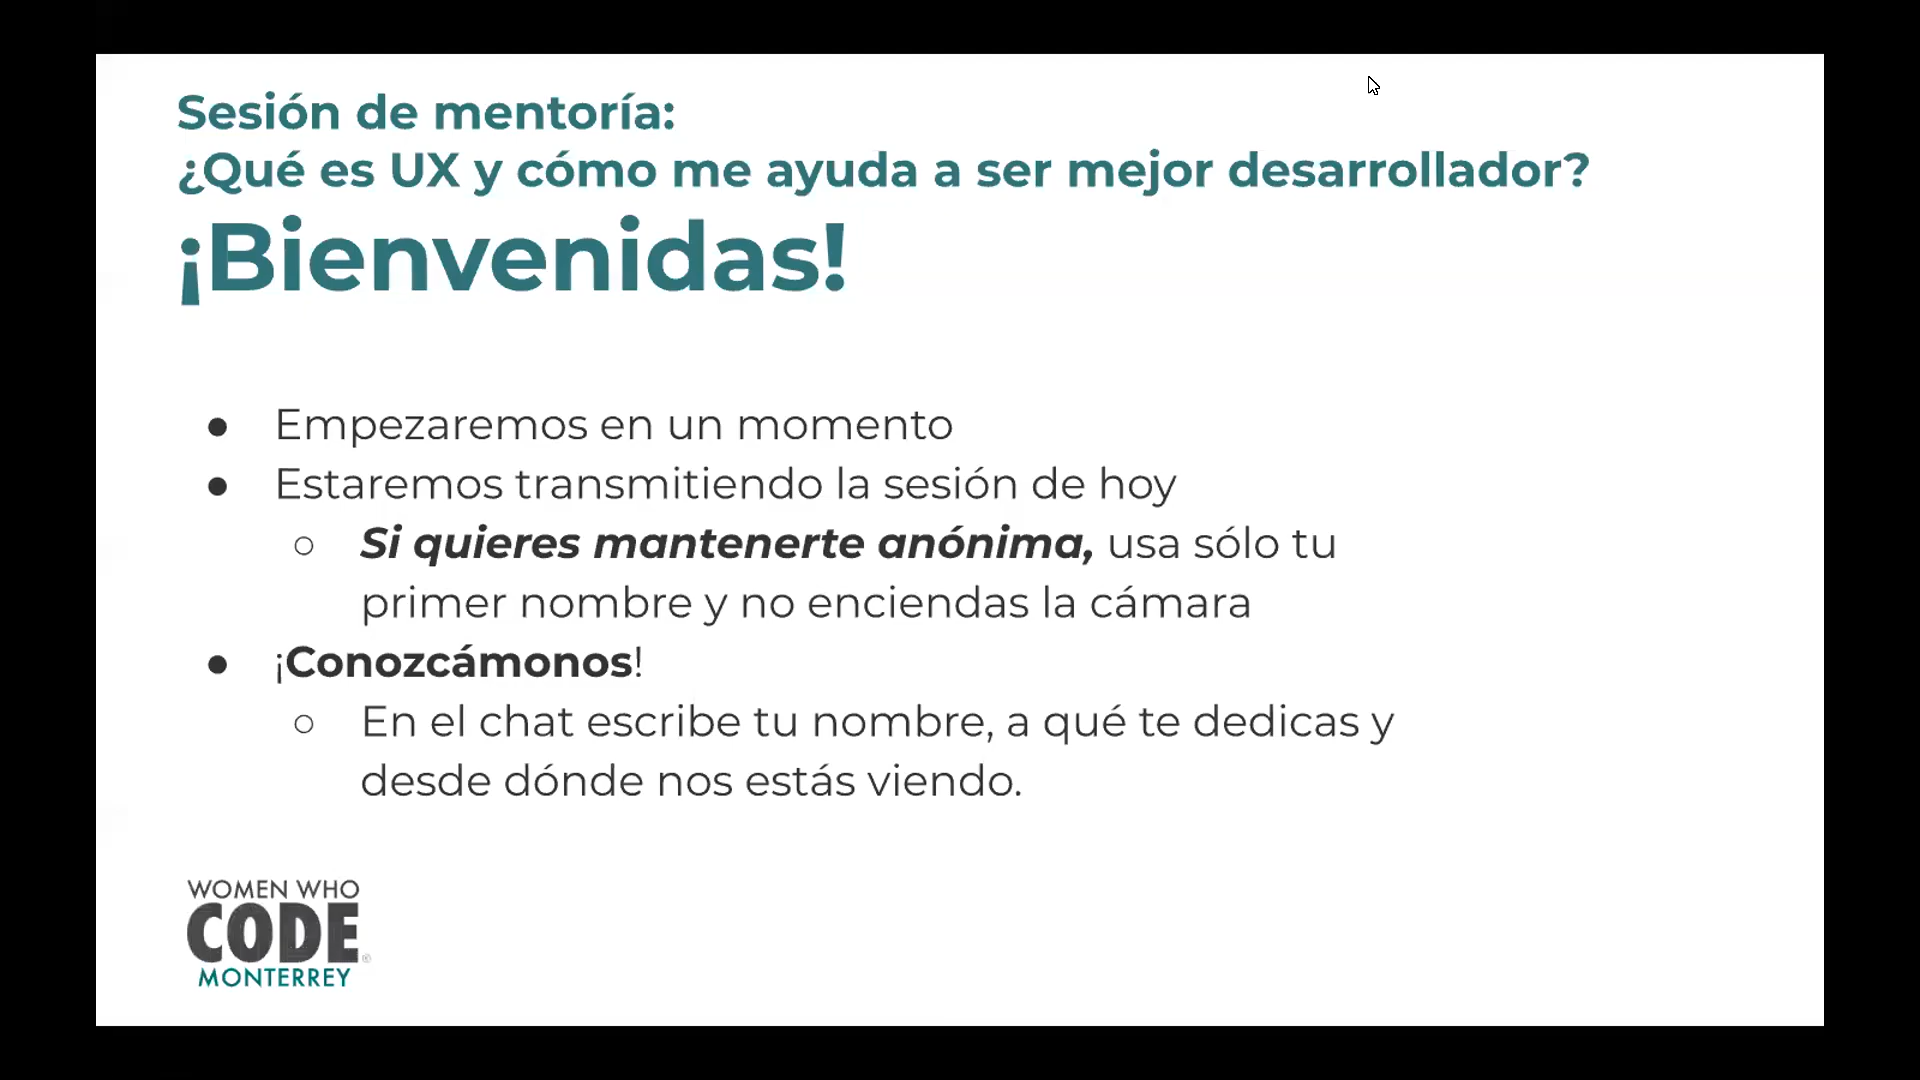 Sesión de mentoría:
¿Qué es UX y cómo me ayuda a ser mejor desarrollador?
¡Bienvenidas!
● Empezaremos en un momento
● Estaremos transmitiendo la sesión de hoy
○ Si quieres mantenerte anónima, usa sólo tu
primer nombre y no enciendas la cámara
● ¡Conozcámonos!
○ En el chat escribe tu nombre, a qué te dedicas y
desde dónde nos estás viendo.
WOMEN WHO
CODE®
MONTERREY